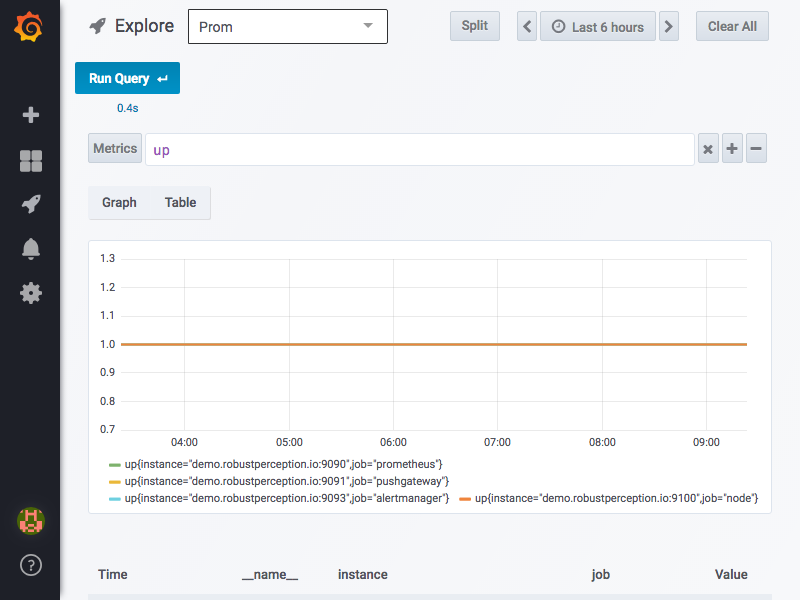 Explore Prom Split Last 6 hours Clear All
Run Query
0.4s
Metrics up
Graph Table
1.3
1.2
1.1
1.0
0.9
0.8
0.7
04:00 05:00 06:00 07:00 08:00 09:00
up{instance="demo.robustperception.io:9090",job="prometheus"}
up{instance="demo.robustperception.io:9091",job="pushgateway"}
up{instance="demo.robustperception.io:9093",job="alertmanager"} up{instance="demo.robustperception.io:9100",job="node"}
Time __name__ instance job Value